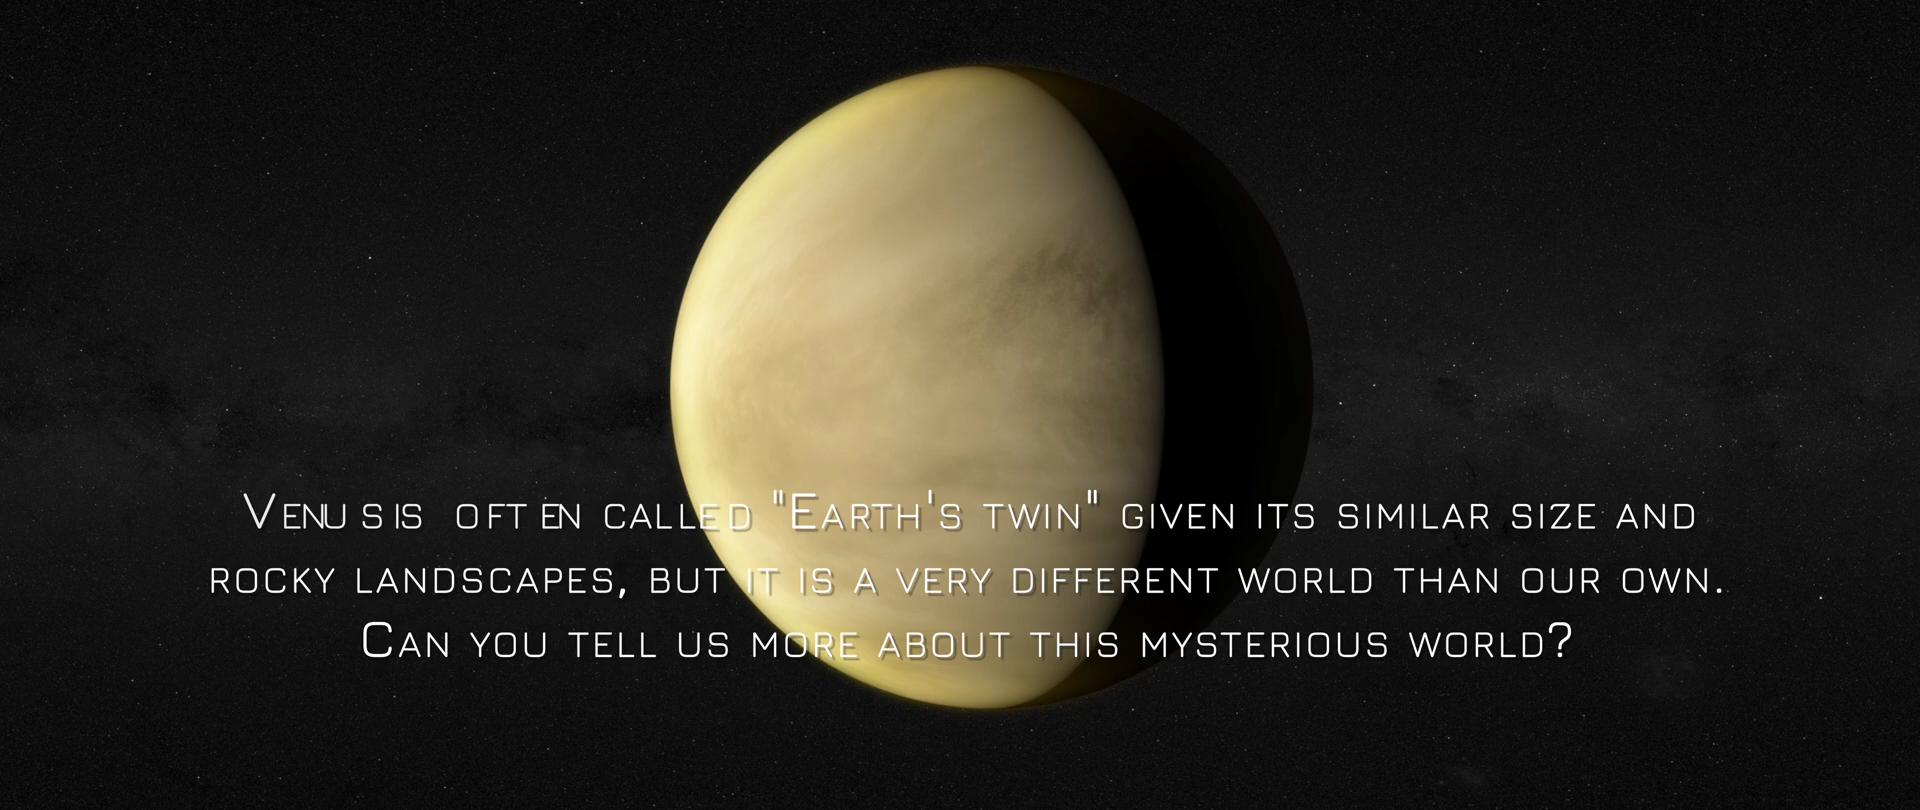 Venus is often called "Earth's twin" given its similar size and
rocky landscapes, but it is a very different world than our own.
Can you tell us more about this mysterious world?